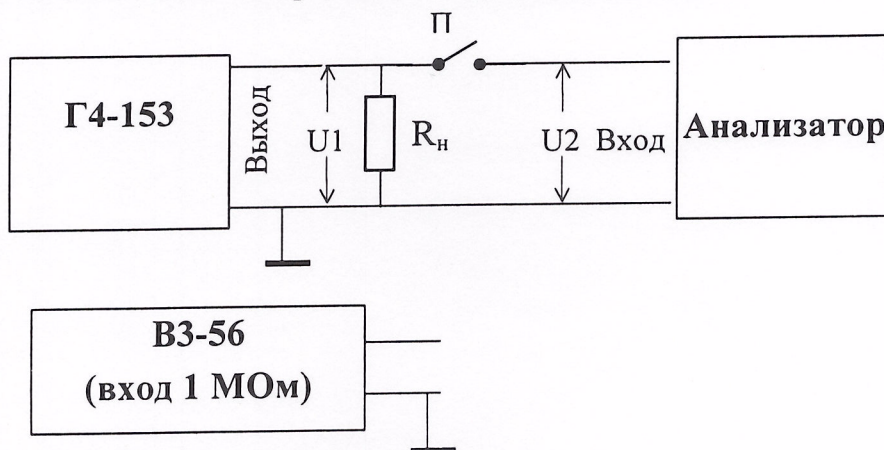 П
Г4-153
Выход
U1
Rн
U2
Вход
Анализатор
В3-56
(вход 1 МОм)